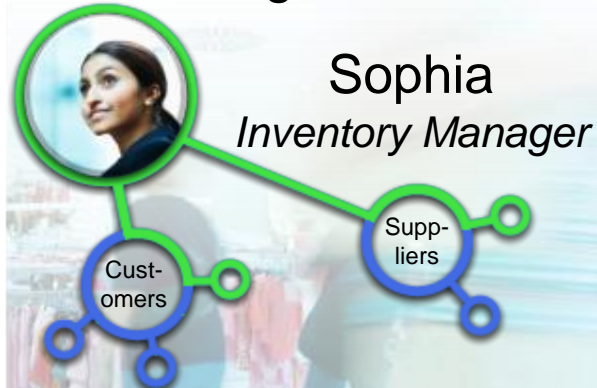 Sophia
Inventory Manager
Supp-
liers
Cust-
omers